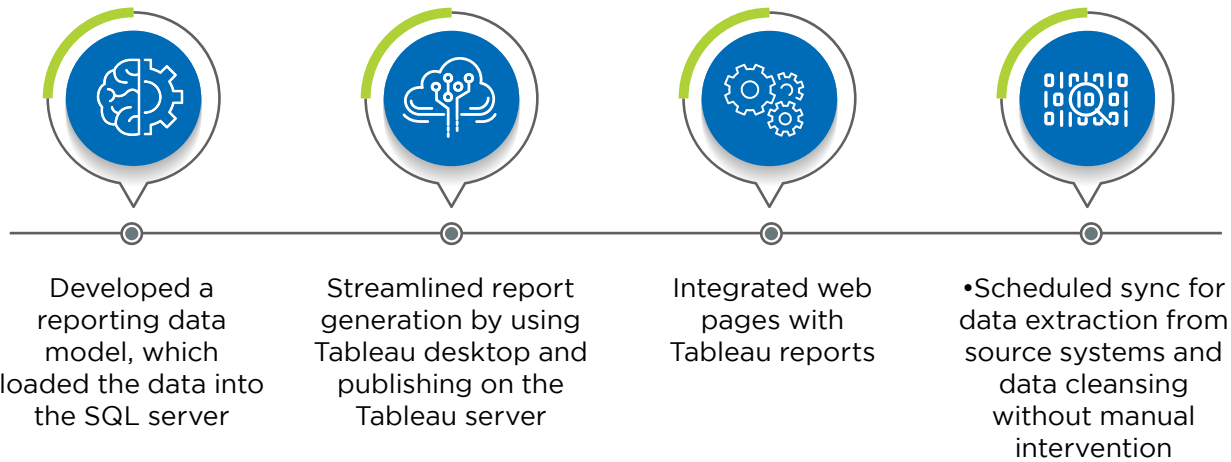 Developed a
reporting data
model, which
loaded the data into
the SQL server
Streamlined report
generation by using
Tableau desktop and
publishing on the
Tableau server
Integrated web
pages with
Tableau reports
•Scheduled sync for
data extraction from
source systems and
data cleansing
without manual
intervention